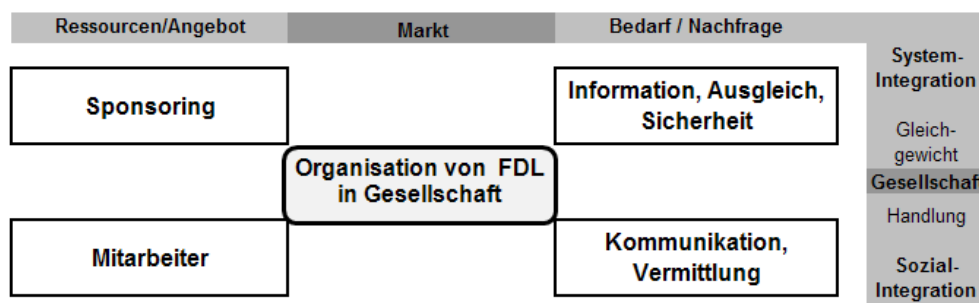 Ressourcen/Angebot
Markt
Bedarf / Nachfrage
System-
Integration
Sponsoring
Information, Ausgleich,
Sicherheit
Gleich-
gewicht
Organisation von FDL
in Gesellschaft
Gesellschaf
Handlung
Mitarbeiter
Kommunikation,
Vermittlung
Sozial-
Integration